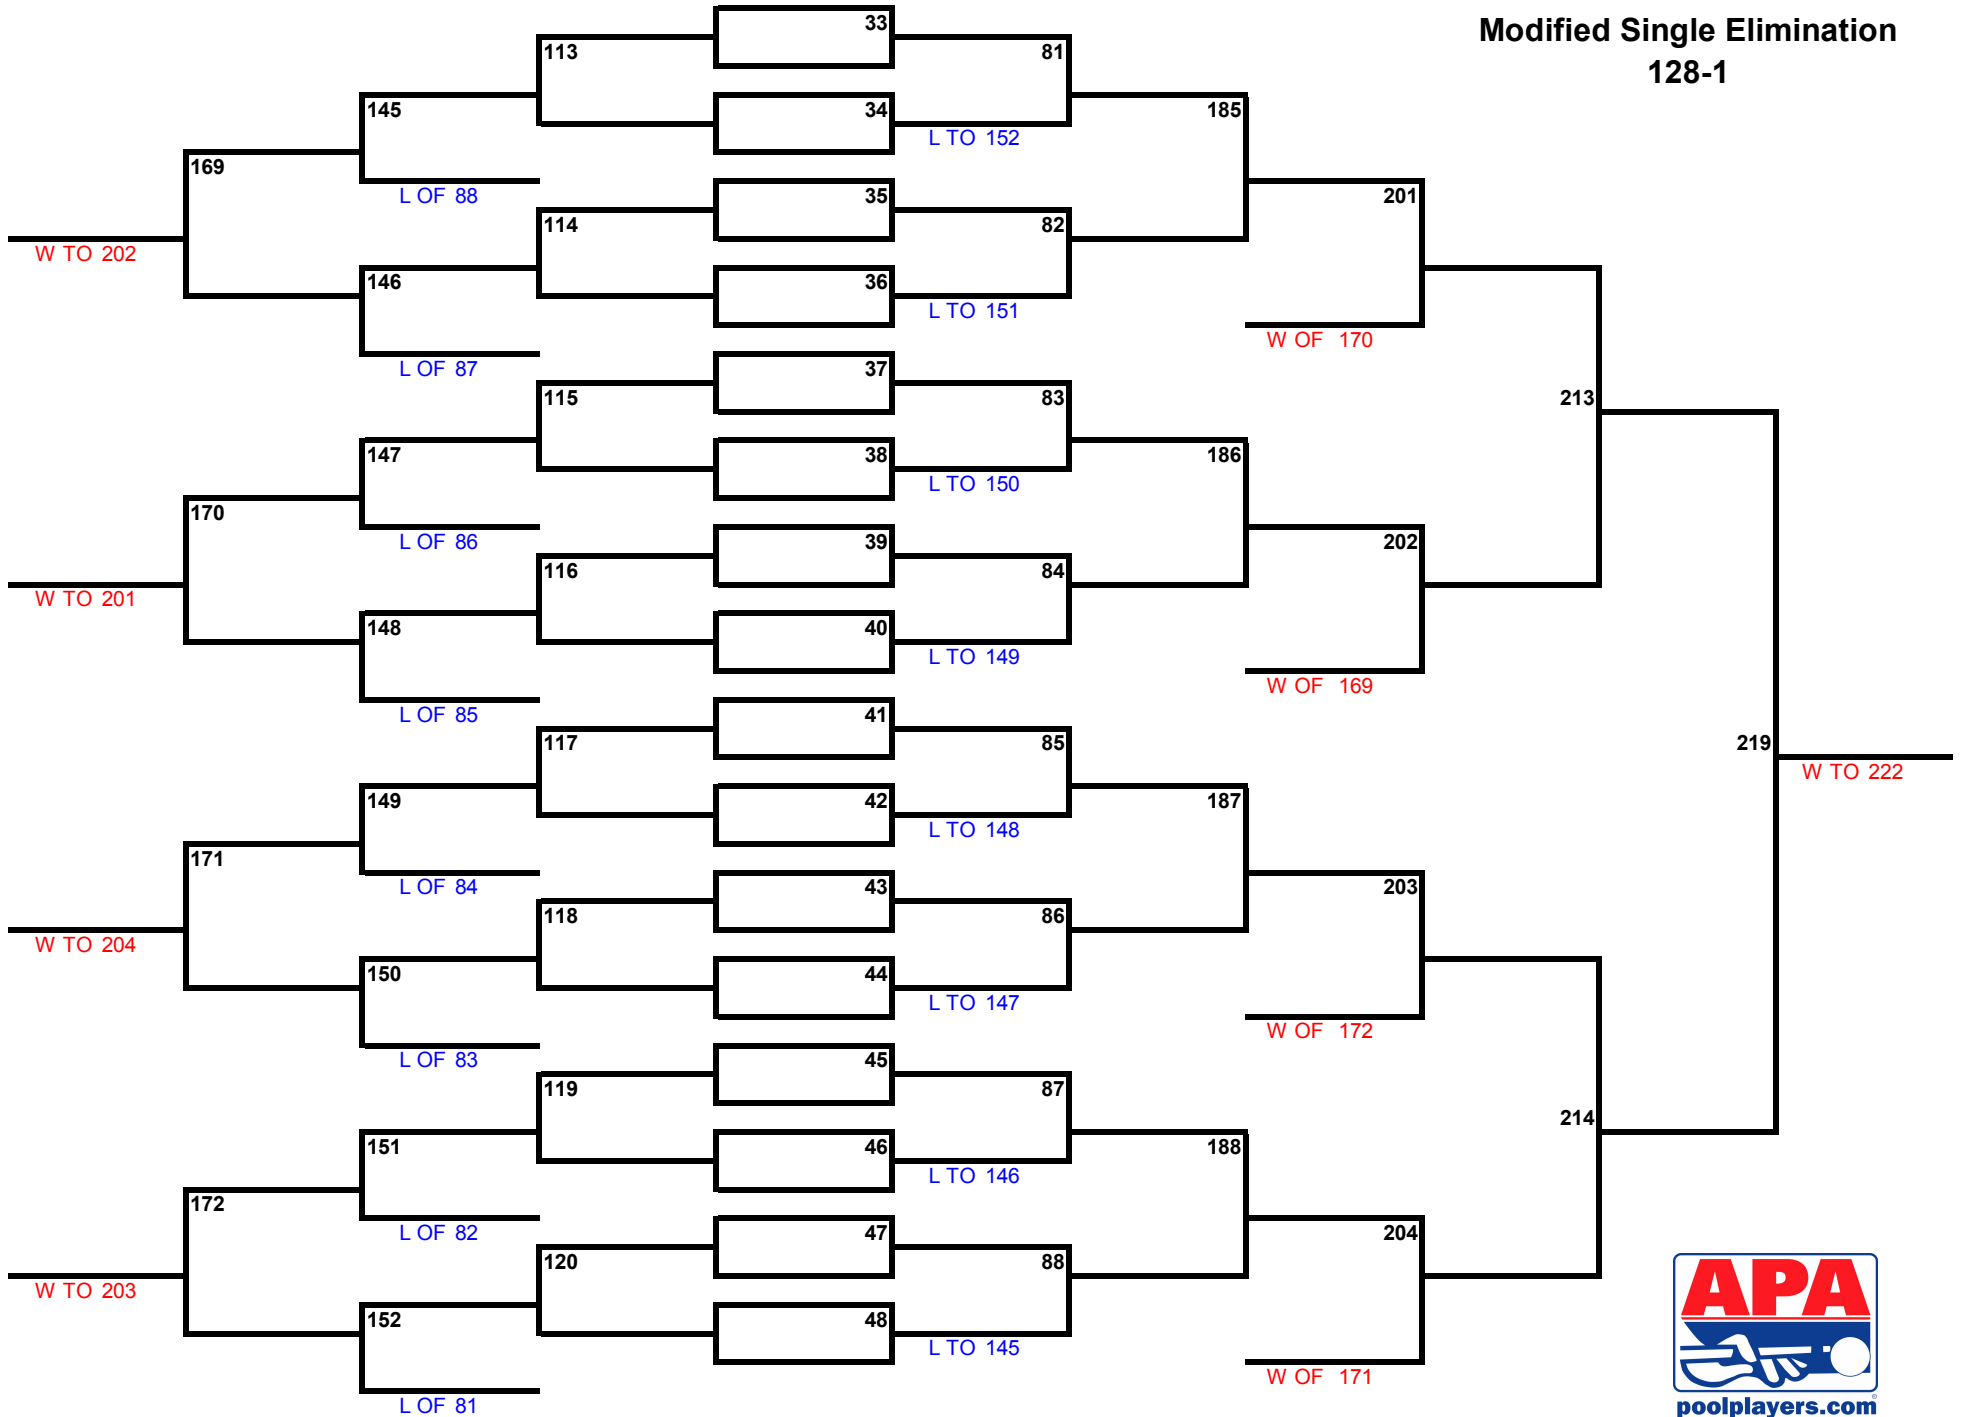 Modified Single Elimination
128-1
33
113 81
145 34 185
L TO 152
169
L OF 88 35 201
114 82
W TO 202
146 36
L TO 151
W OF 170
L OF 87 37
115 83 213
147 38 186
L TO 150
170
L OF 86 39 202
116 84
W TO 201
148 40
L TO 149
W OF 169
L OF 85 41
117 85 219
W TO 222
149 42 187
L TO 148
171
L OF 84 43 203
118 86
W TO 204
150 44
L TO 147
W OF 172
L OF 83 45
119 87
214
151 46 188
L TO 146
172
L OF 82 47 204
120 88
W TO 203
152 48
L TO 145
W OF 171
L OF 81
APA
poolplayers.com